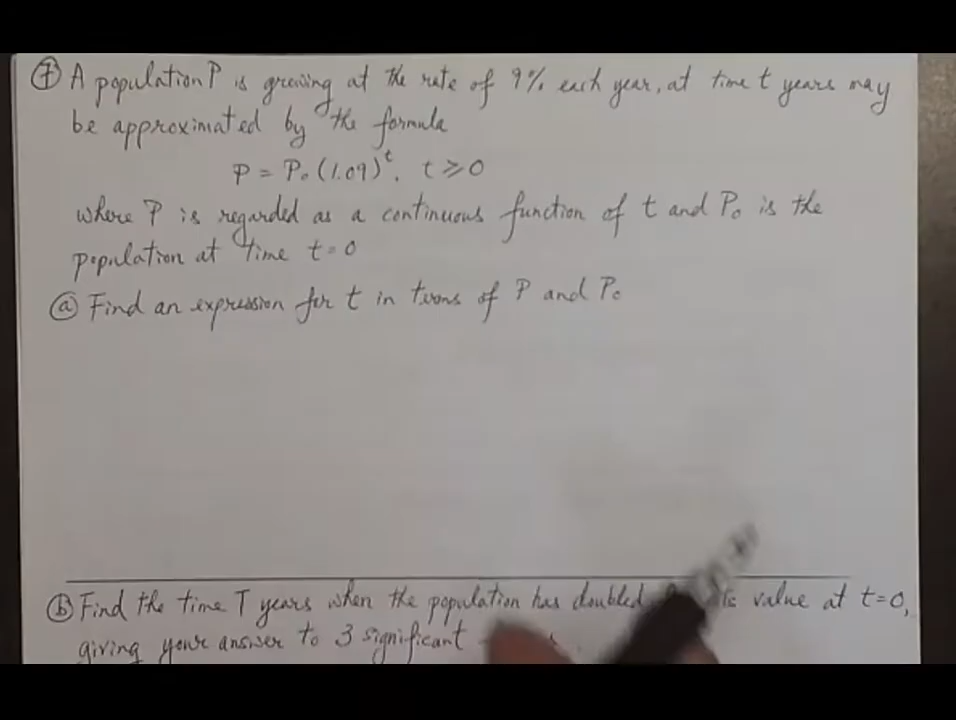 ⑦ A population P is growing at the rate of 9% each year, at time t years may
be approximated by the formula
P = P₀ (1.09)ᵗ, t ⩾ 0
where P is regarded as a continuous function of t and P₀ is the
population at time t=0
ⓐ Find an expression for t in terms of P and P₀
ⓑ Find the time T years when the population has doubled value at t=0,
giving your answer to 3 significant